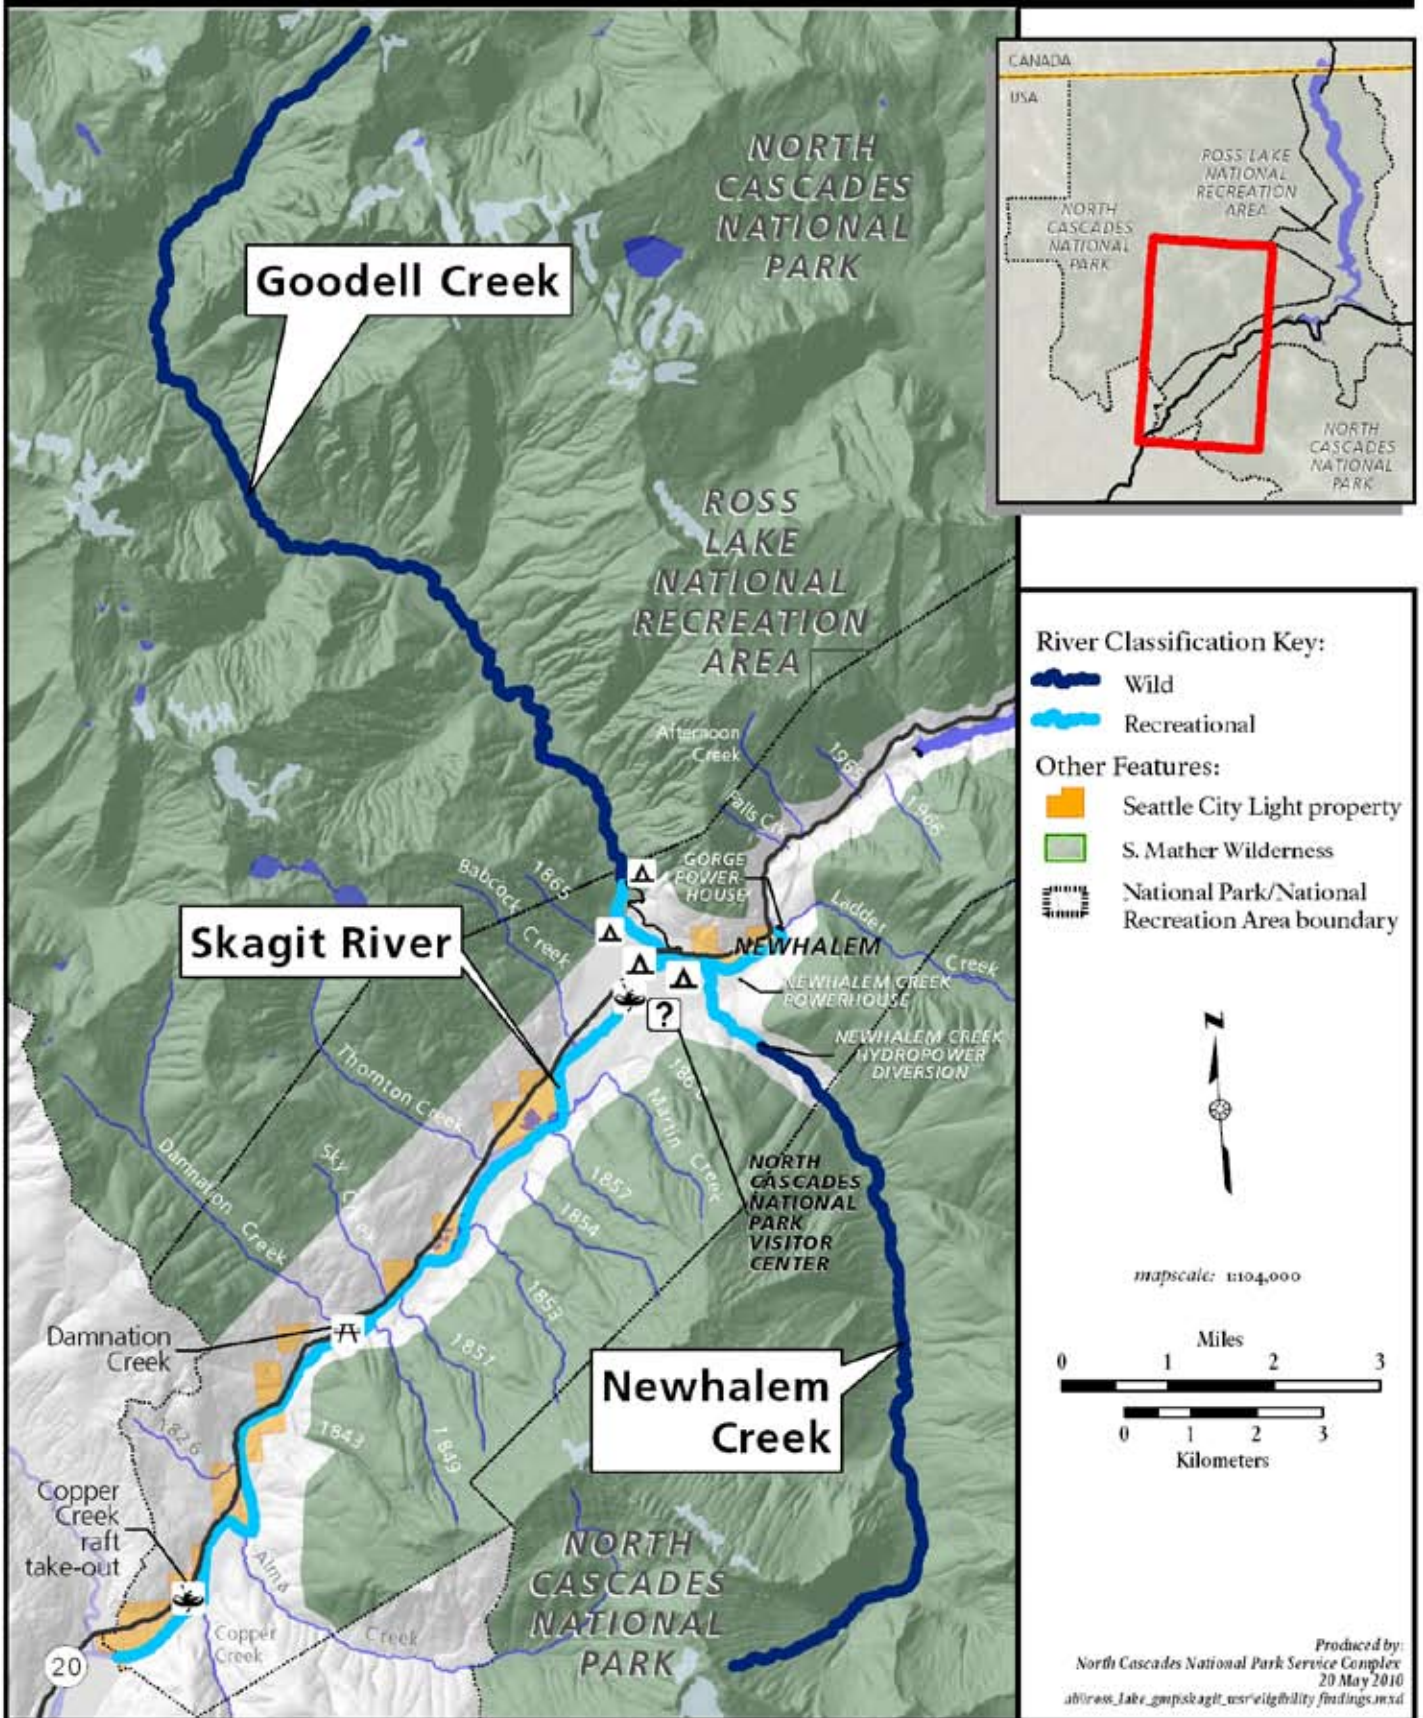 CANADA
USA
ROSS LAKE
NATIONAL
RECREATION
AREA
NORTH
CASCADES
NATIONAL
PARK
NORTH
CASCADES
NATIONAL
PARK
NORTH
CASCADES
NATIONAL
PARK
Goodell Creek
ROSS
LAKE
NATIONAL
RECREATION
AREA
Afternoon
Creek
1965
1966
Falls Crk
GORGE
POWER-
HOUSE
Babcock
Creek
1865
Ladder
Creek
Skagit River
NEWHALEM
NEWHALEM CREEK
POWERHOUSE
?
NEWHALEM CREEK
HYDROPOWER
DIVERSION
Thornton Creek
Martin Creek
Damnation Creek
Sky
Creek
1857
1854
NORTH
CASCADES
NATIONAL
PARK
VISITOR
CENTER
1853
1851
Damnation
Creek
Newhalem
Creek
1826
1843
1849
Copper
Creek
raft
take-out
Alma
Creek
Copper
Creek
20
NORTH
CASCADES
NATIONAL
PARK
River Classification Key:
Wild
Recreational
Other Features:
Seattle City Light property
S. Mather Wilderness
National Park/National
Recreation Area boundary
N
mapscale: 1:104,000
Miles
0 1 2 3
0 1 2 3
Kilometers
Produced by:
North Cascades National Park Service Complex
20 May 2010